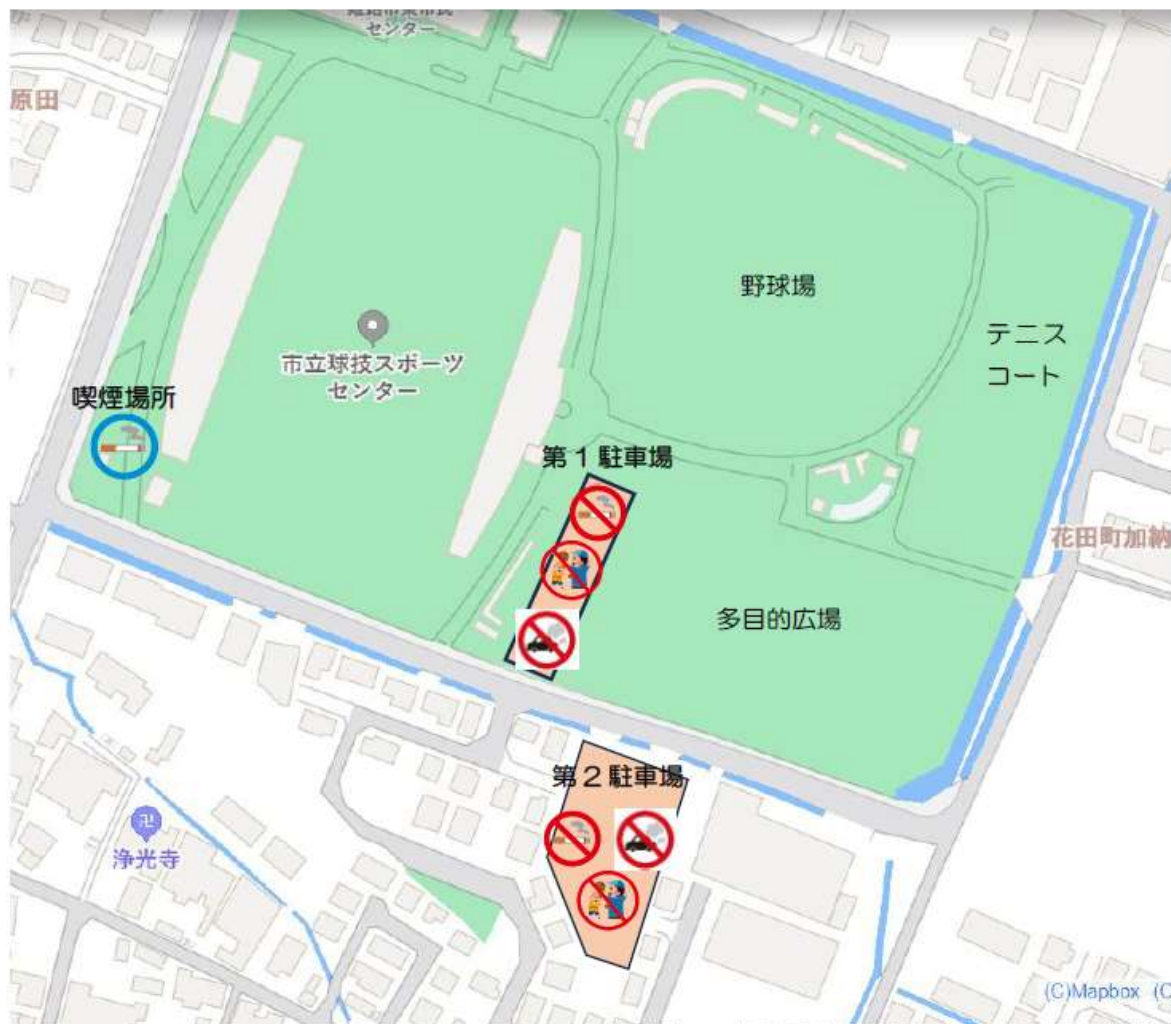 センター
原田
野球場
テニス
コート
市立球技スポーツ
センター
喫煙場所
第1駐車場
花田町加納
多目的広場
第2駐車場
卍
浄光寺
(C)Mapbox (C